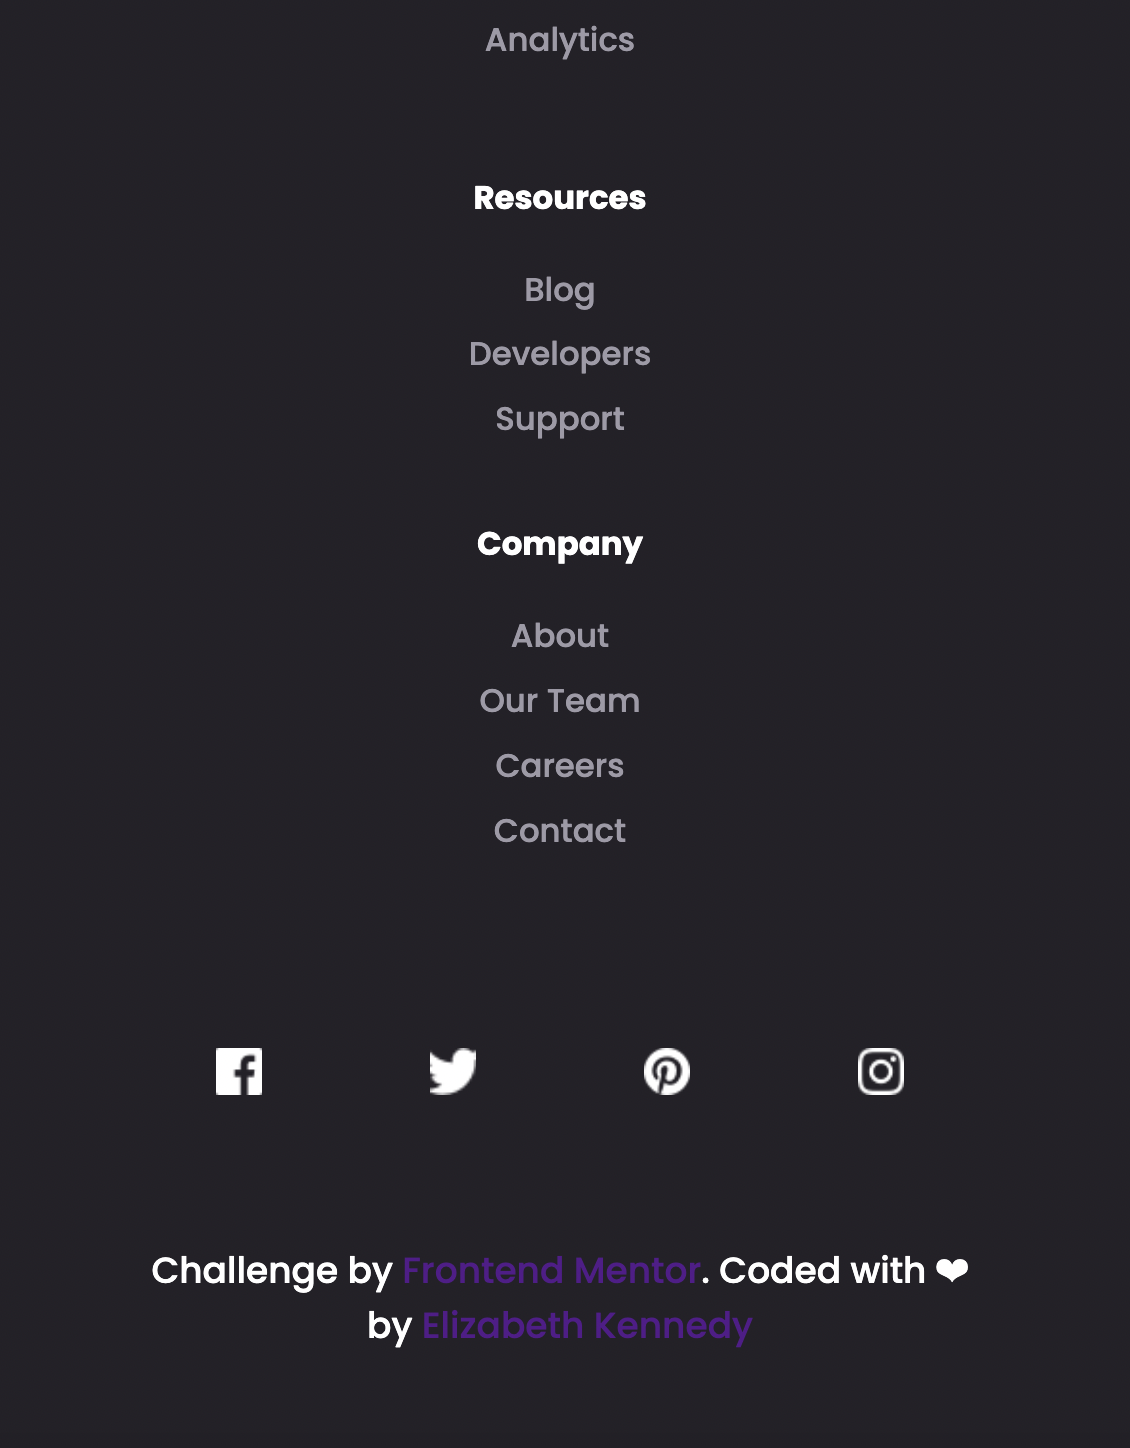 Analytics
Resources
Blog
Developers
Support
Company
About
Our Team
Careers
Contact
Challenge by Frontend Mentor. Coded with ❤
by Elizabeth Kennedy